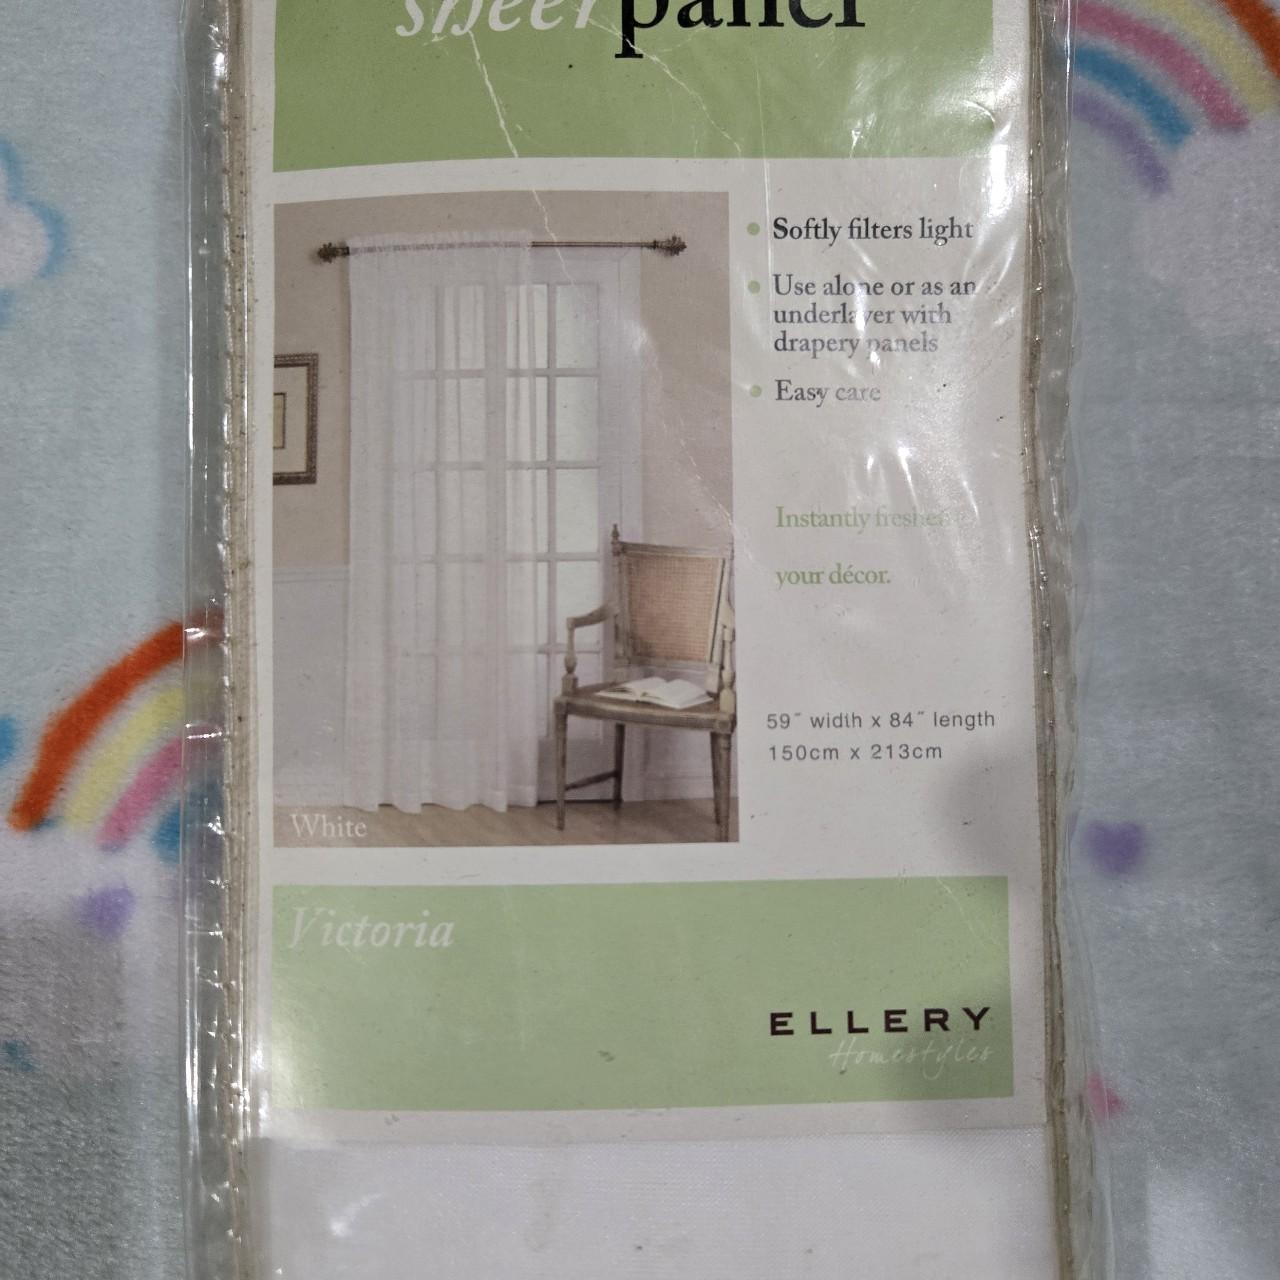 sheer panel
Softly filters light
Use alone or as an
underlayer with
drapery panels
Easy care
Instantly freshens
your décor.
59″ width x 84″ length
150cm x 213cm
White
Victoria
ELLERY
Homestyles